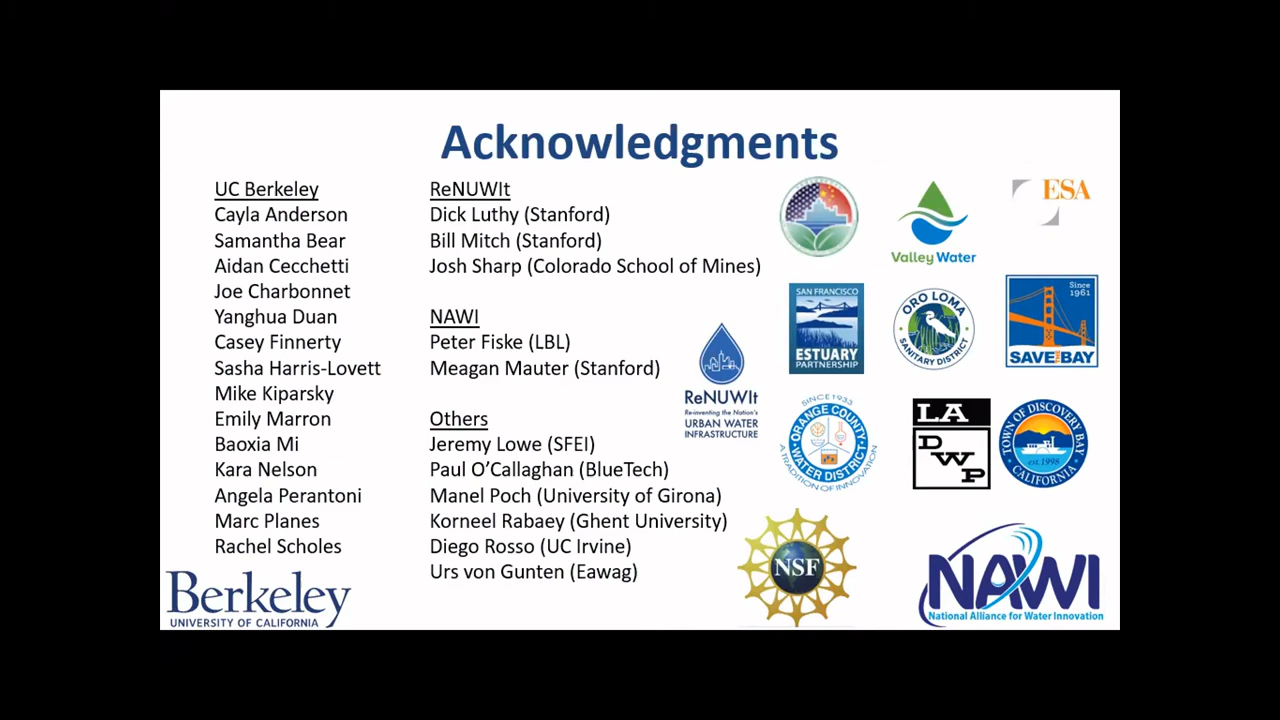 Acknowledgments
UC Berkeley
Cayla Anderson
Samantha Bear
Aidan Cecchetti
Joe Charbonnet
Yanghua Duan
Casey Finnerty
Sasha Harris-Lovett
Mike Kiparsky
Emily Marron
Baoxia Mi
Kara Nelson
Angela Perantoni
Marc Planes
Rachel Scholes
Berkeley
UNIVERSITY OF CALIFORNIA
ReNUWIt
Dick Luthy (Stanford)
Bill Mitch (Stanford)
Josh Sharp (Colorado School of Mines)
NAWI
Peter Fiske (LBL)
Meagan Mauter (Stanford)
Others
Jeremy Lowe (SFEI)
Paul O’Callaghan (BlueTech)
Manel Poch (University of Girona)
Korneel Rabaey (Ghent University)
Diego Rosso (UC Irvine)
Urs von Gunten (Eawag)
ReNUWIt
Re-inventing the Nation's
URBAN WATER
INFRASTRUCTURE
Valley Water
ESA
SAN FRANCISCO
ESTUARY
PARTNERSHIP
ORO LOMA
SANITARY DISTRICT
Since
1961
SAVE THE BAY
SINCE 1933
ORANGE COUNTY
WATER DISTRICT
A TRADITION OF INNOVATION
LA
DWP
TOWN OF DISCOVERY BAY
est. 1998
CALIFORNIA
NSF
NAWI
National Alliance for Water Innovation